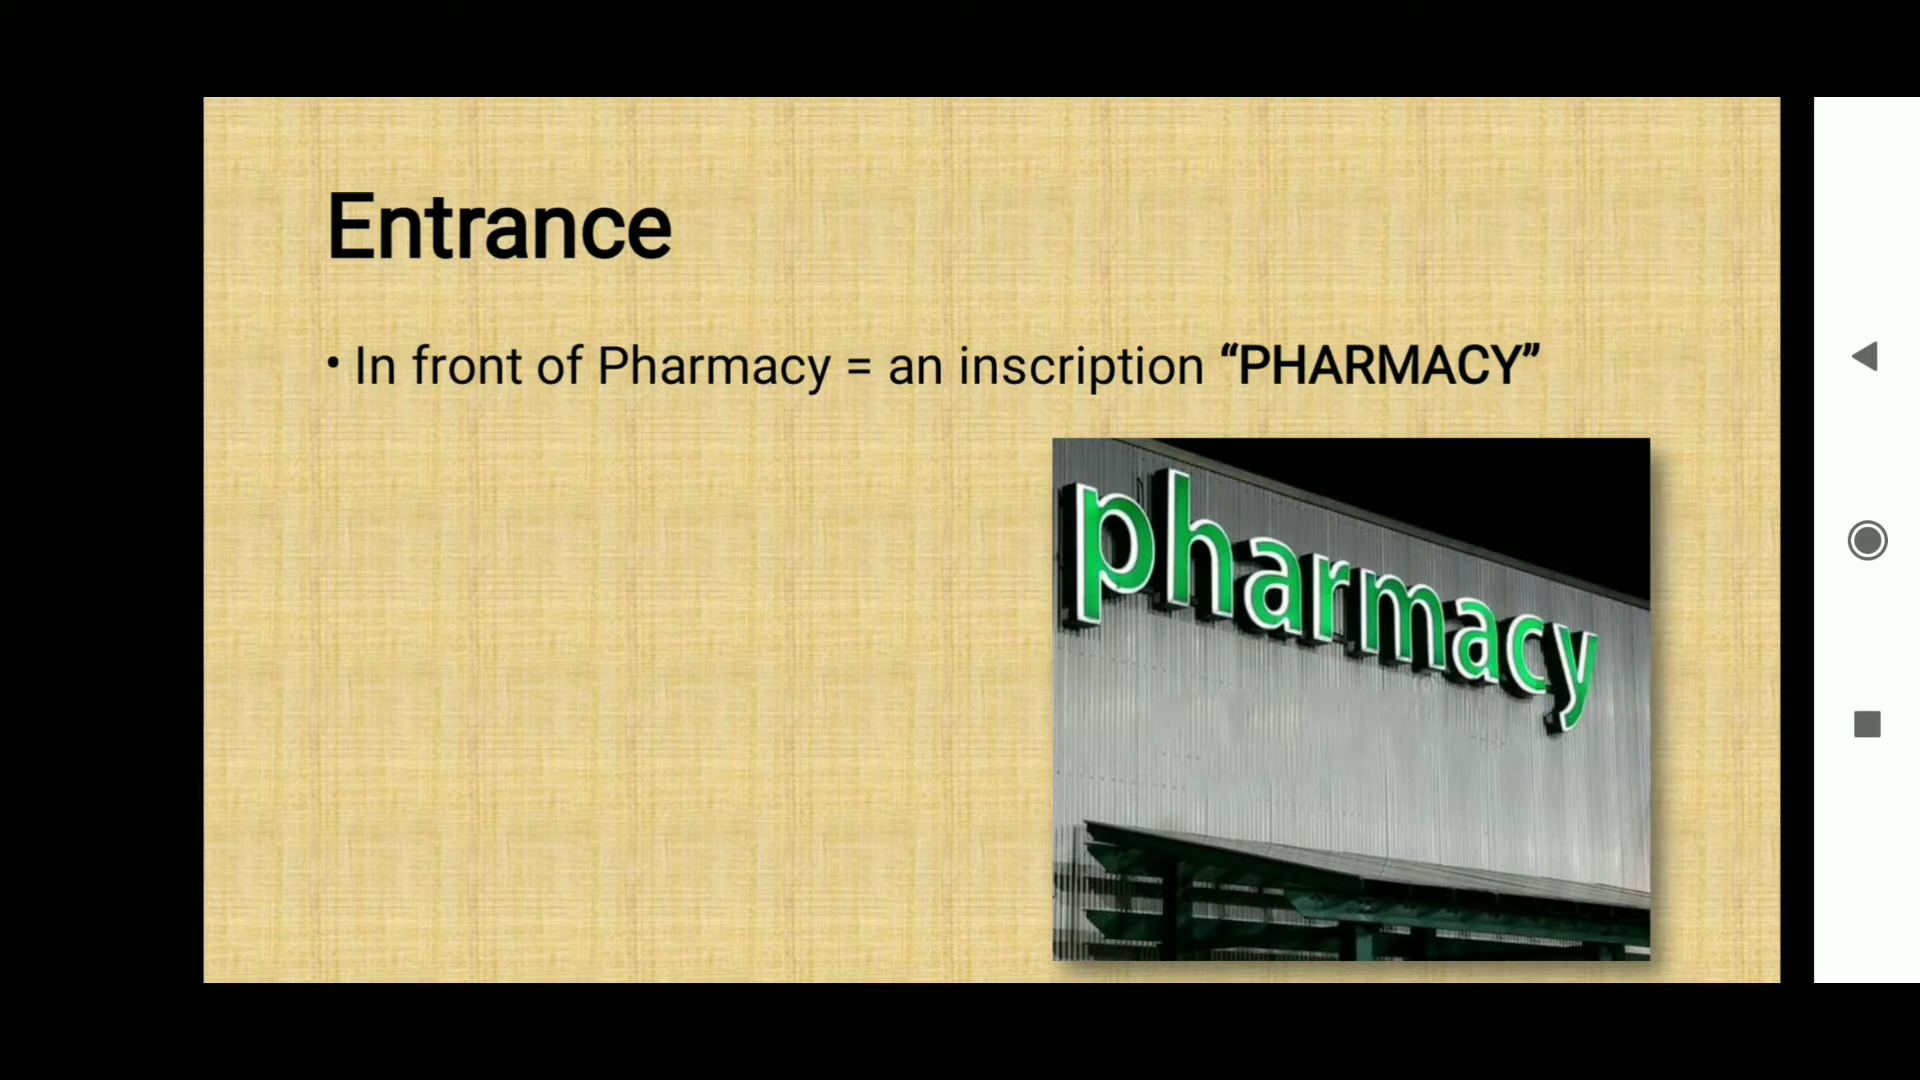 Entrance
• In front of Pharmacy = an inscription “PHARMACY”
pharmacy